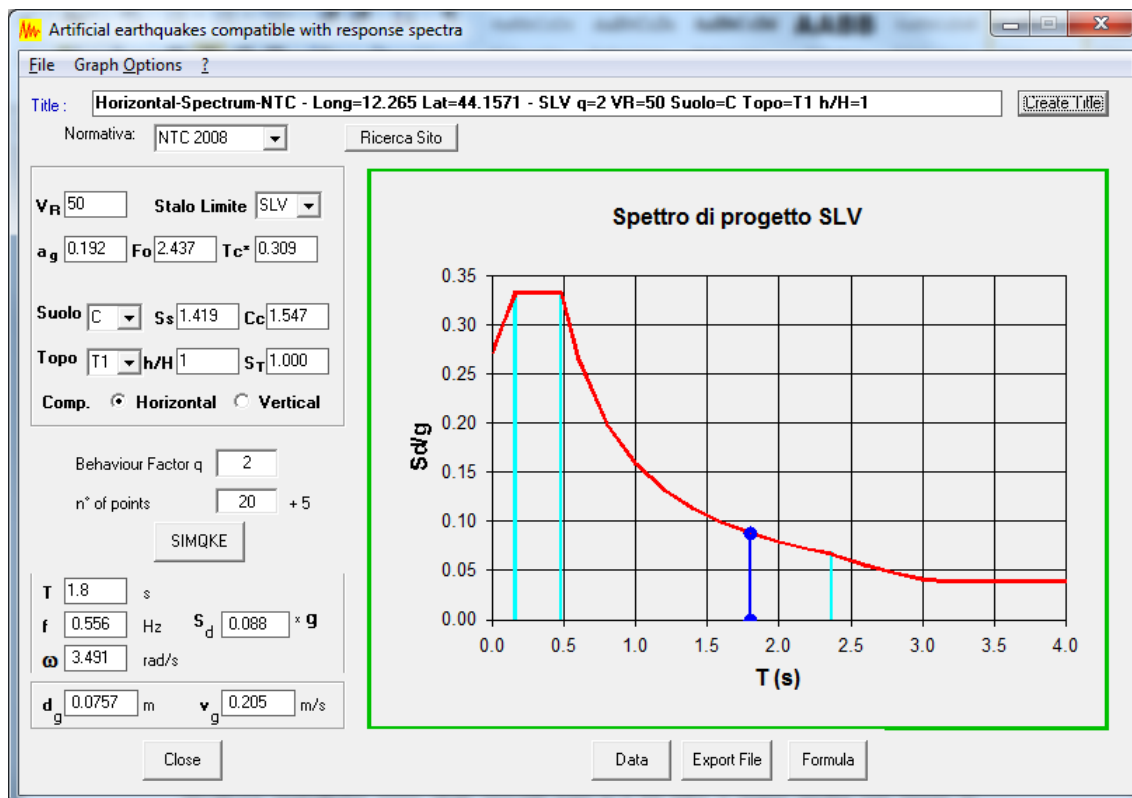 Artificial earthquakes compatible with response spectra
File Graph Options ?
Title : Horizontal-Spectrum-NTC - Long=12.265 Lat=44.1571 - SLV q=2 VR=50 Suolo=C Topo=T1 h/H=1 Create Title
Normativa: NTC 2008 Ricerca Sito
VR 50 Stalo Limite SLV
ag 0.192 Fo 2.437 Tc* 0.309
Suolo C Ss 1.419 Cc 1.547
Topo T1 h/H 1 ST 1.000
Comp. Horizontal Vertical
Behaviour Factor q 2
n° of points 20 + 5
SIMQKE
T 1.8 s
f 0.556 Hz Sd 0.088 × g
ω 3.491 rad/s
dg 0.0757 m vg 0.205 m/s
Close
Spettro di progetto SLV
Sd/g
0.35
0.30
0.25
0.20
0.15
0.10
0.05
0.00
0.0 0.5 1.0 1.5 2.0 2.5 3.0 3.5 4.0
T (s)
Data Export File Formula